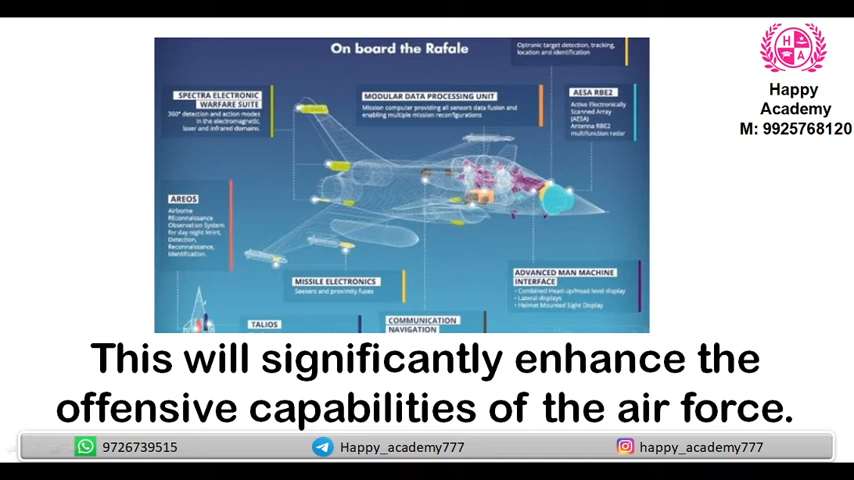 On board the Rafale
Optronic target detection, tracking,
location and identification
H
A
Happy
Academy
M: 9925768120
SPECTRA ELECTRONIC
WARFARE SUITE
360° detection and action modes
in the electromagnetic,
laser and infrared domains.
MODULAR DATA PROCESSING UNIT
Mission computer providing all sensors data fusion and
enabling multiple mission reconfigurations
AESA RBE2
Active Electronically
Scanned Array
(AESA)
Antenna RBE2
multifunction radar
AREOS
Airborne
REconnaissance
Observation System
for day night Imint,
Detection,
Reconnaissance,
Identification.
MISSILE ELECTRONICS
Seekers and proximity fuses
ADVANCED MAN MACHINE
INTERFACE
• Combined Head-up/Head level display
• Lateral displays
• Helmet Mounted Sight Display
TALIOS
COMMUNICATION
NAVIGATION
This will significantly enhance the
offensive capabilities of the air force.
9726739515
Happy_academy777
happy_academy777